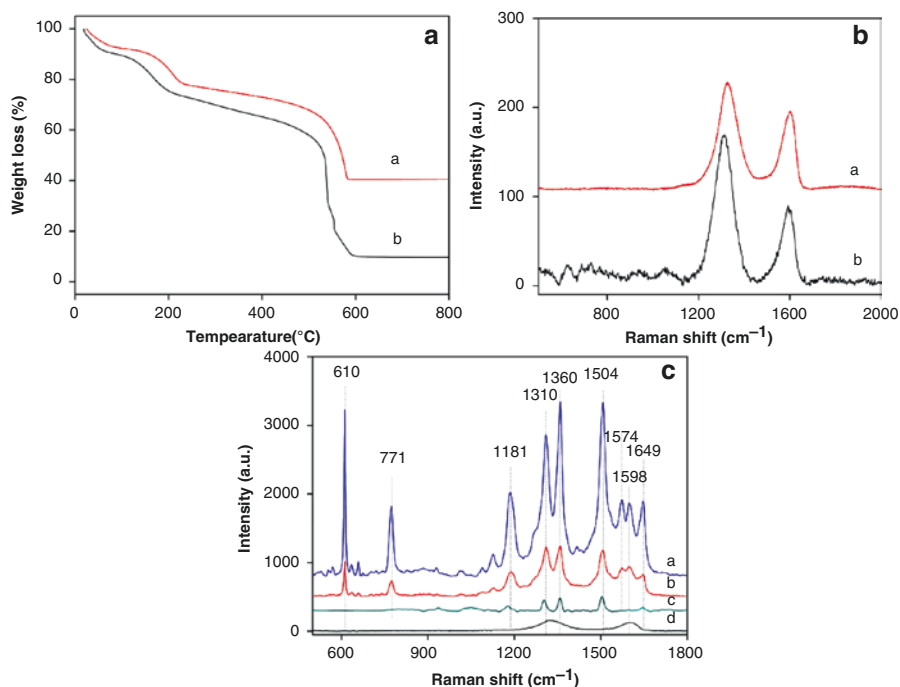 a
Weight loss (%)
100
80
60
40
20
0
a
b
0 200 400 600 800
Tempearature(°C)
b
Intensity (a.u.)
300
200
100
0
a
b
800 1200 1600 2000
Raman shift (cm⁻¹)
c
Intensity (a.u.)
4000
3000
2000
1000
0
610
771
1181
1310
1360
1504
1574
1598
1649
a
b
c
d
600 900 1200 1500 1800
Raman shift (cm⁻¹)